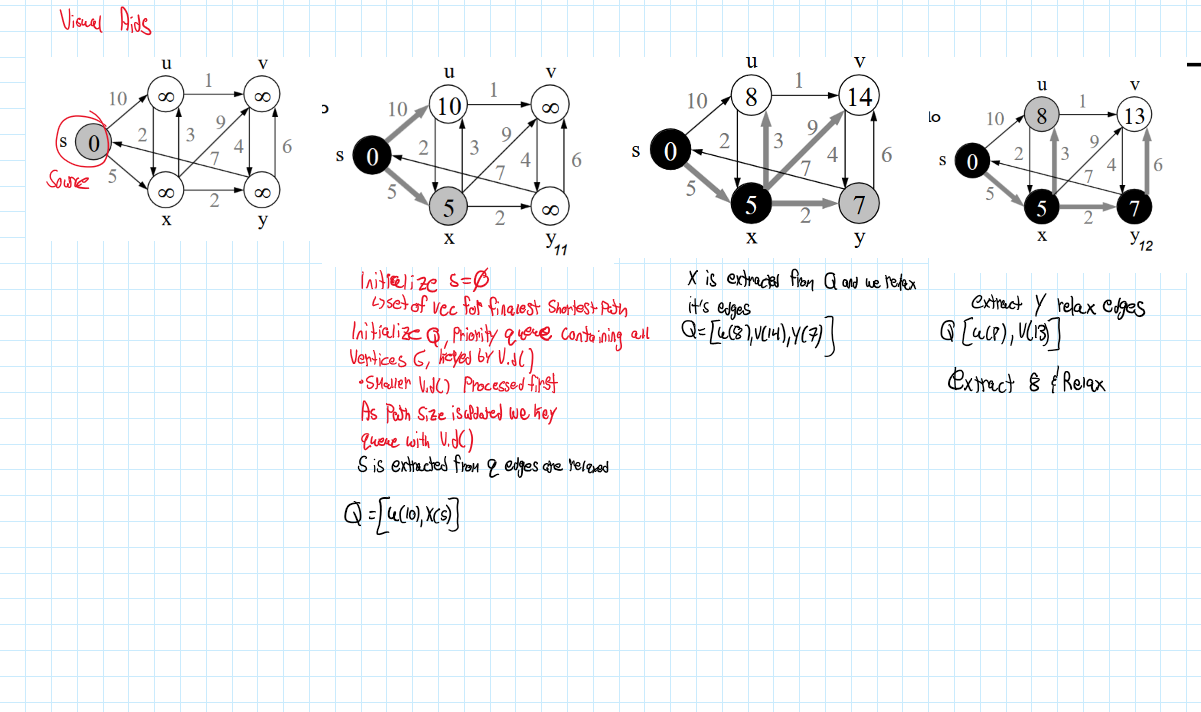 Visual Aids
u
v
10
∞
1
∞
s
0
2
3
9
4
6
7
5
Source
∞
2
∞
x
y
u
v
10
10
1
∞
s
0
2
3
9
4
6
7
5
5
2
∞
x
y
11
u
v
10
8
1
14
s
0
2
3
9
4
6
7
5
5
2
7
x
y
lo
u
v
10
8
1
13
s
0
2
3
9
4
6
7
5
5
2
7
x
y
12
Initialize S=∅
↳set of vec for finalest Shortest Path
Initialize Q, Priority queue containing all
Vertices G, keyed by V.d()
•Smaller V.d() Processed first
As Path Size is updated we key
queue with V.d()
S is extracted from q edges are relaxed
Q=[u(10),X(5)]
X is extracted from Q and we relax
it's edges
Q=[u(8),V(14),Y(7)]
extract Y relax edges
Q [u(8),V(13)]
Extract 8 & Relax